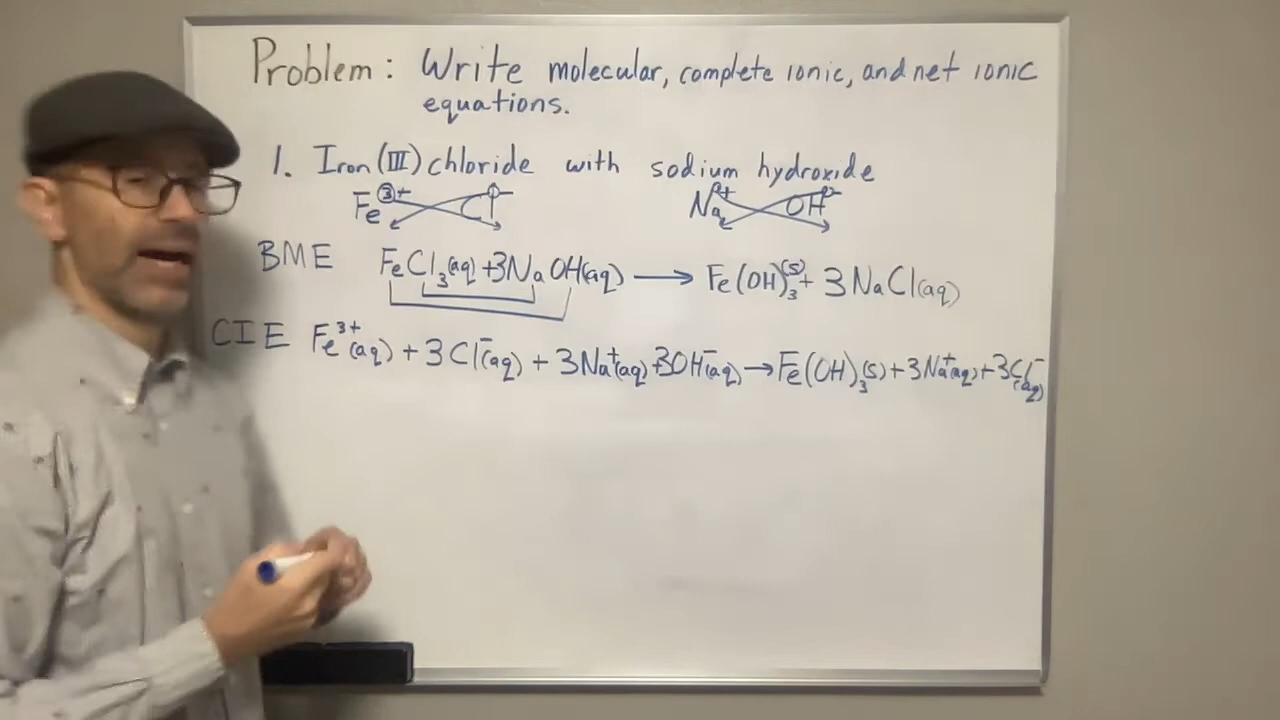 Problem: Write molecular, complete ionic, and net ionic
equations.
1. Iron (III) chloride with sodium hydroxide
Fe³⁺ Cl⁻ Na⁺ OH⁻
BME FeCl₃(aq) + 3NaOH(aq) → Fe(OH)₃(s) + 3NaCl(aq)
CIE Fe³⁺(aq) + 3Cl⁻(aq) + 3Na⁺(aq) + 3OH⁻(aq) → Fe(OH)₃(s) + 3Na⁺(aq) + 3Cl⁻(aq)